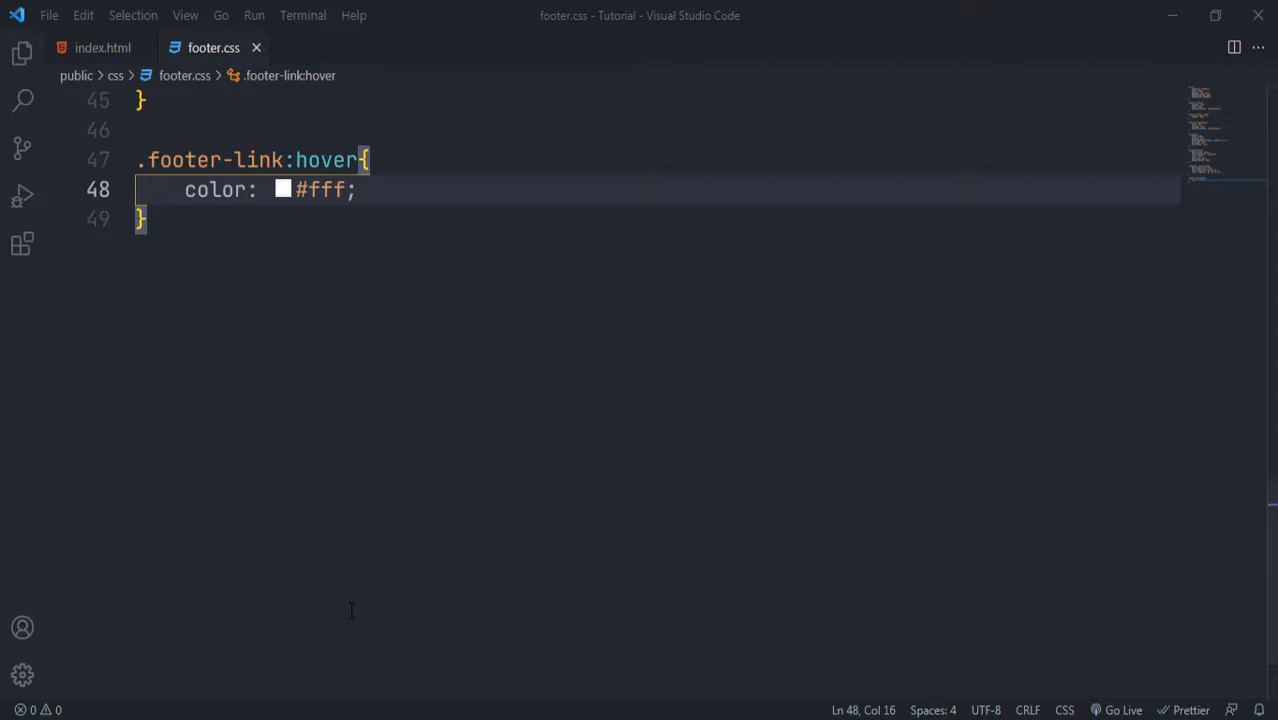 File Edit Selection View Go Run Terminal Help
footer.css - Tutorial - Visual Studio Code
index.html footer.css
public > css > footer.css > .footer-link:hover
45 }
46
47 .footer-link:hover{
48 color: #fff;
49 }
0 0
Ln 48, Col 16 Spaces: 4 UTF-8 CRLF CSS Go Live Prettier